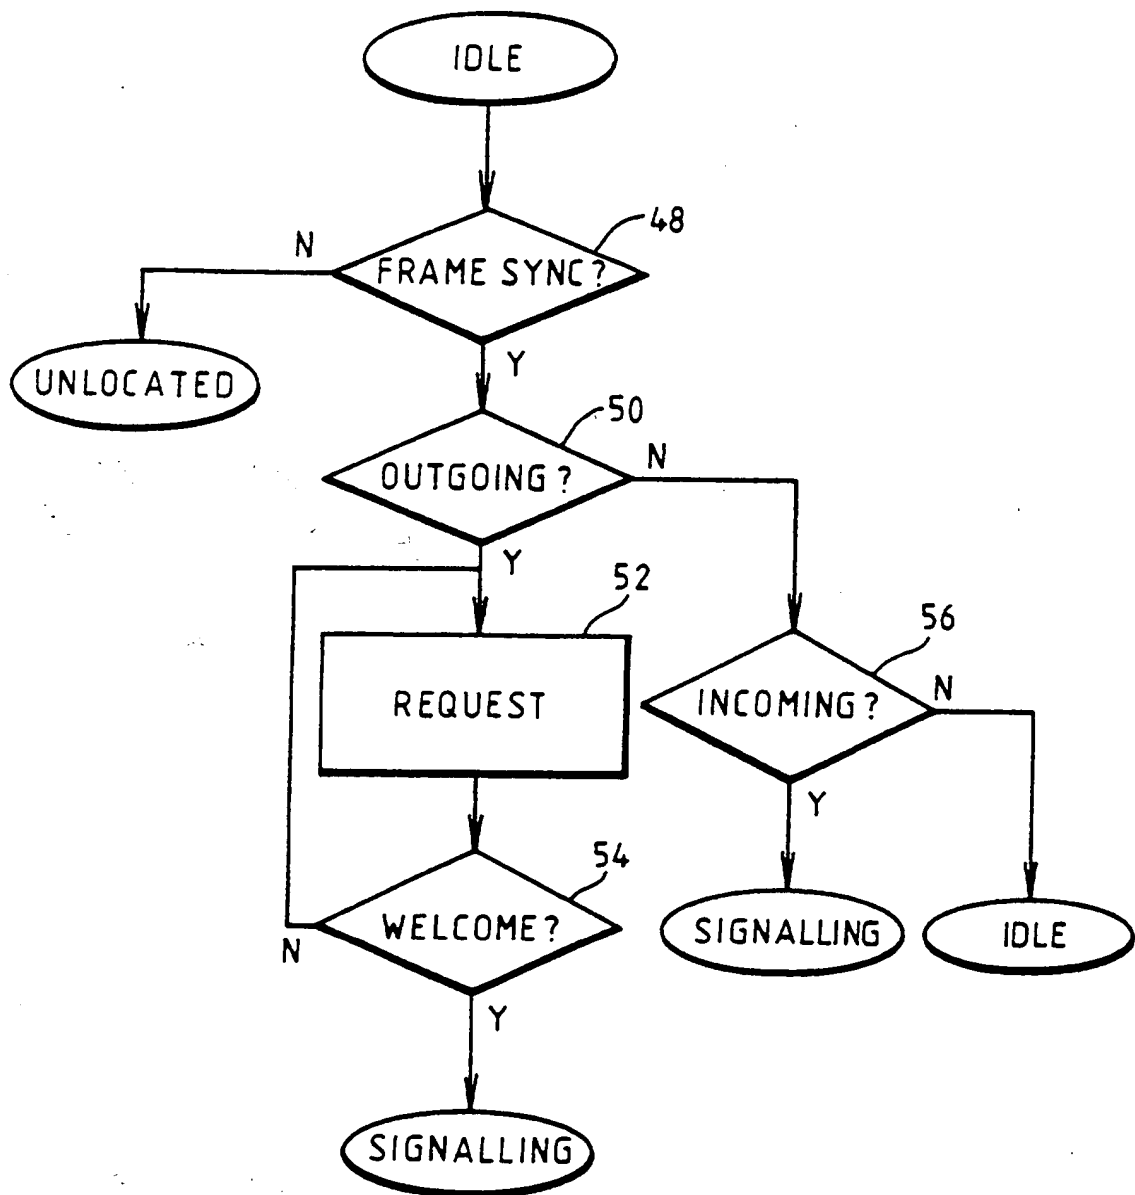 IDLE
48
N
FRAME SYNC?
Y
UNLOCATED
50
N
OUTGOING?
Y
52
56
REQUEST
INCOMING?
N
Y
54
WELCOME?
SIGNALLING
IDLE
N
Y
SIGNALLING